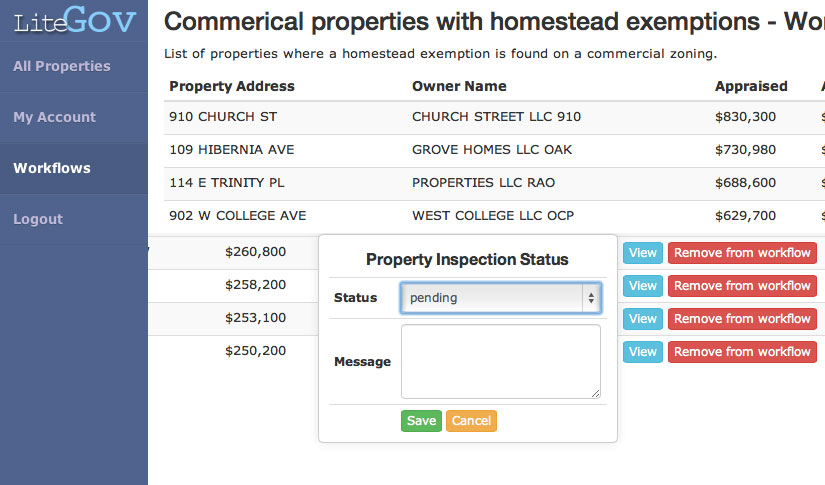 LiteGov
All Properties
My Account
Workflows
Logout
Commerical properties with homestead exemptions - Wor
List of properties where a homestead exemption is found on a commercial zoning.
Property Address Owner Name Appraised
910 CHURCH ST CHURCH STREET LLC 910 $830,300 $
109 HIBERNIA AVE GROVE HOMES LLC OAK $730,980 $
114 E TRINITY PL PROPERTIES LLC RAO $688,600 $
902 W COLLEGE AVE WEST COLLEGE LLC OCP $629,700 $
$260,800 View Remove from workflow
$258,200 View Remove from workflow
$253,100 View Remove from workflow
$250,200 View Remove from workflow
Property Inspection Status
Status pending
Message
Save Cancel